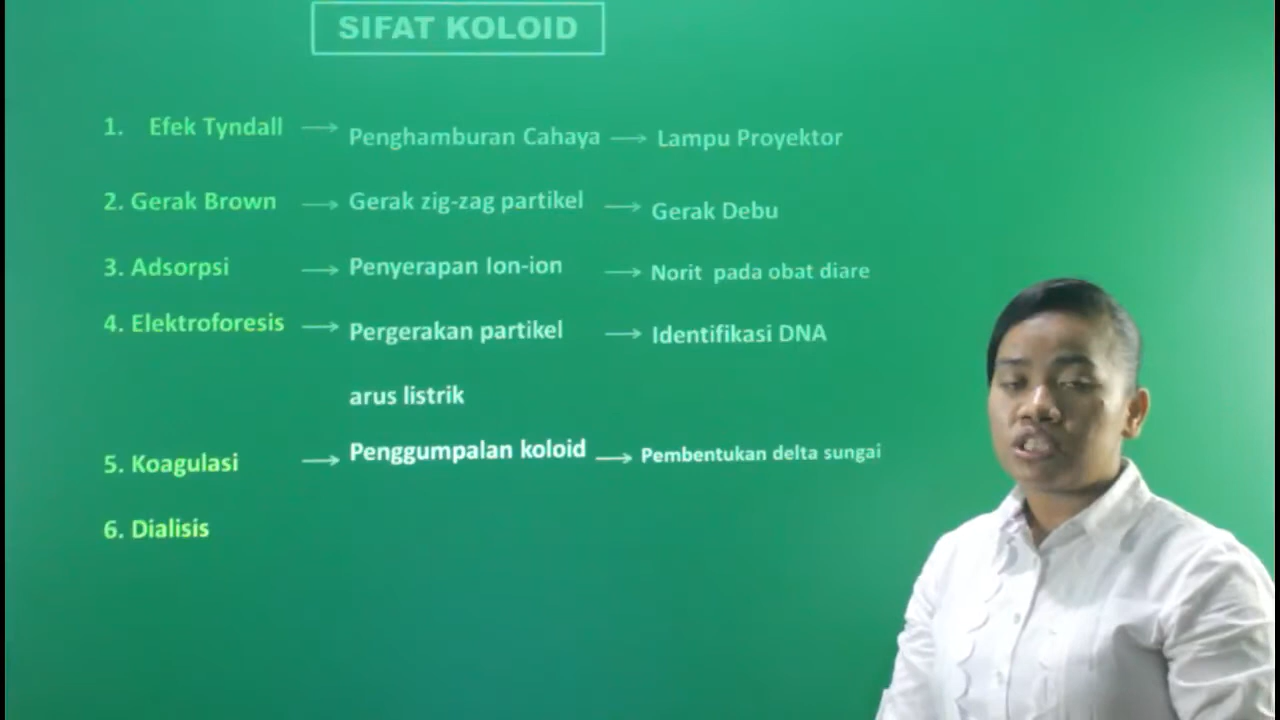 SIFAT KOLOID
1. Efek Tyndall → Penghamburan Cahaya → Lampu Proyektor
2. Gerak Brown → Gerak zig-zag partikel → Gerak Debu
3. Adsorpsi → Penyerapan Ion-ion → Norit pada obat diare
4. Elektroforesis → Pergerakan partikel → Identifikasi DNA
arus listrik
5. Koagulasi → Penggumpalan koloid → Pembentukan delta sungai
6. Dialisis